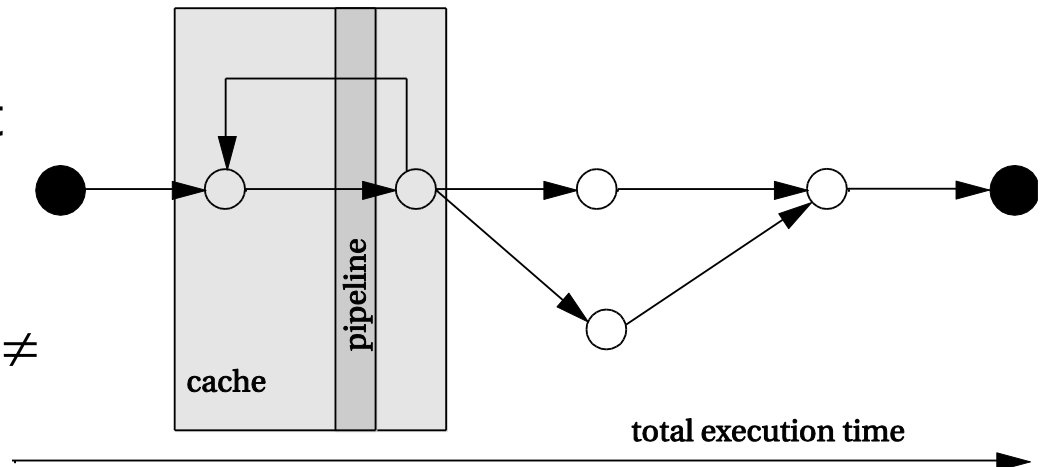 ≠
pipeline
cache
total execution time